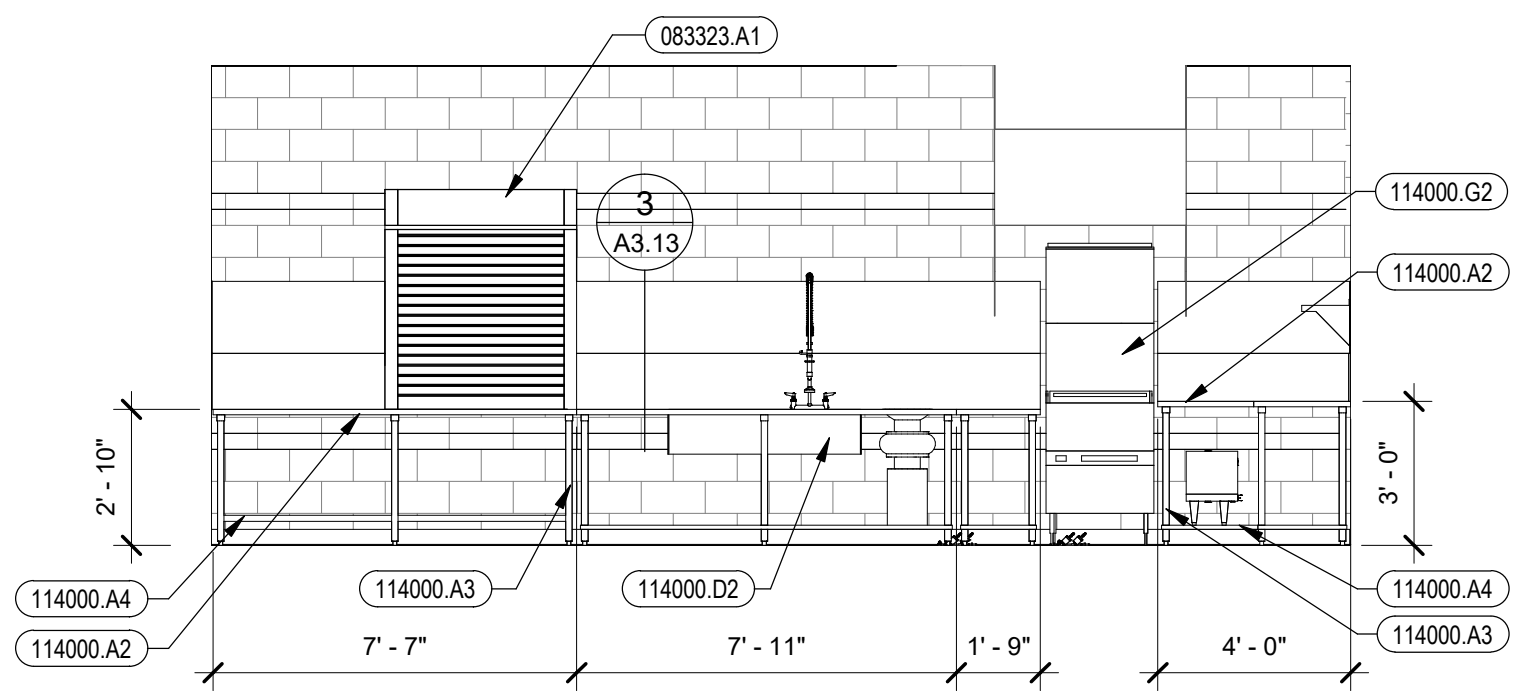 083323.A1
3
A3.13
114000.G2
114000.A2
2' - 10"
3' - 0"
114000.A4
114000.A2
114000.A3
114000.D2
114000.A4
114000.A3
7' - 7"
7' - 11"
1' - 9"
4' - 0"